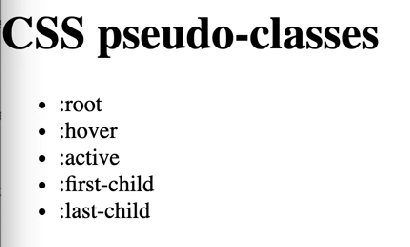 CSS pseudo-classes
• :root
• :hover
• :active
• :first-child
• :last-child